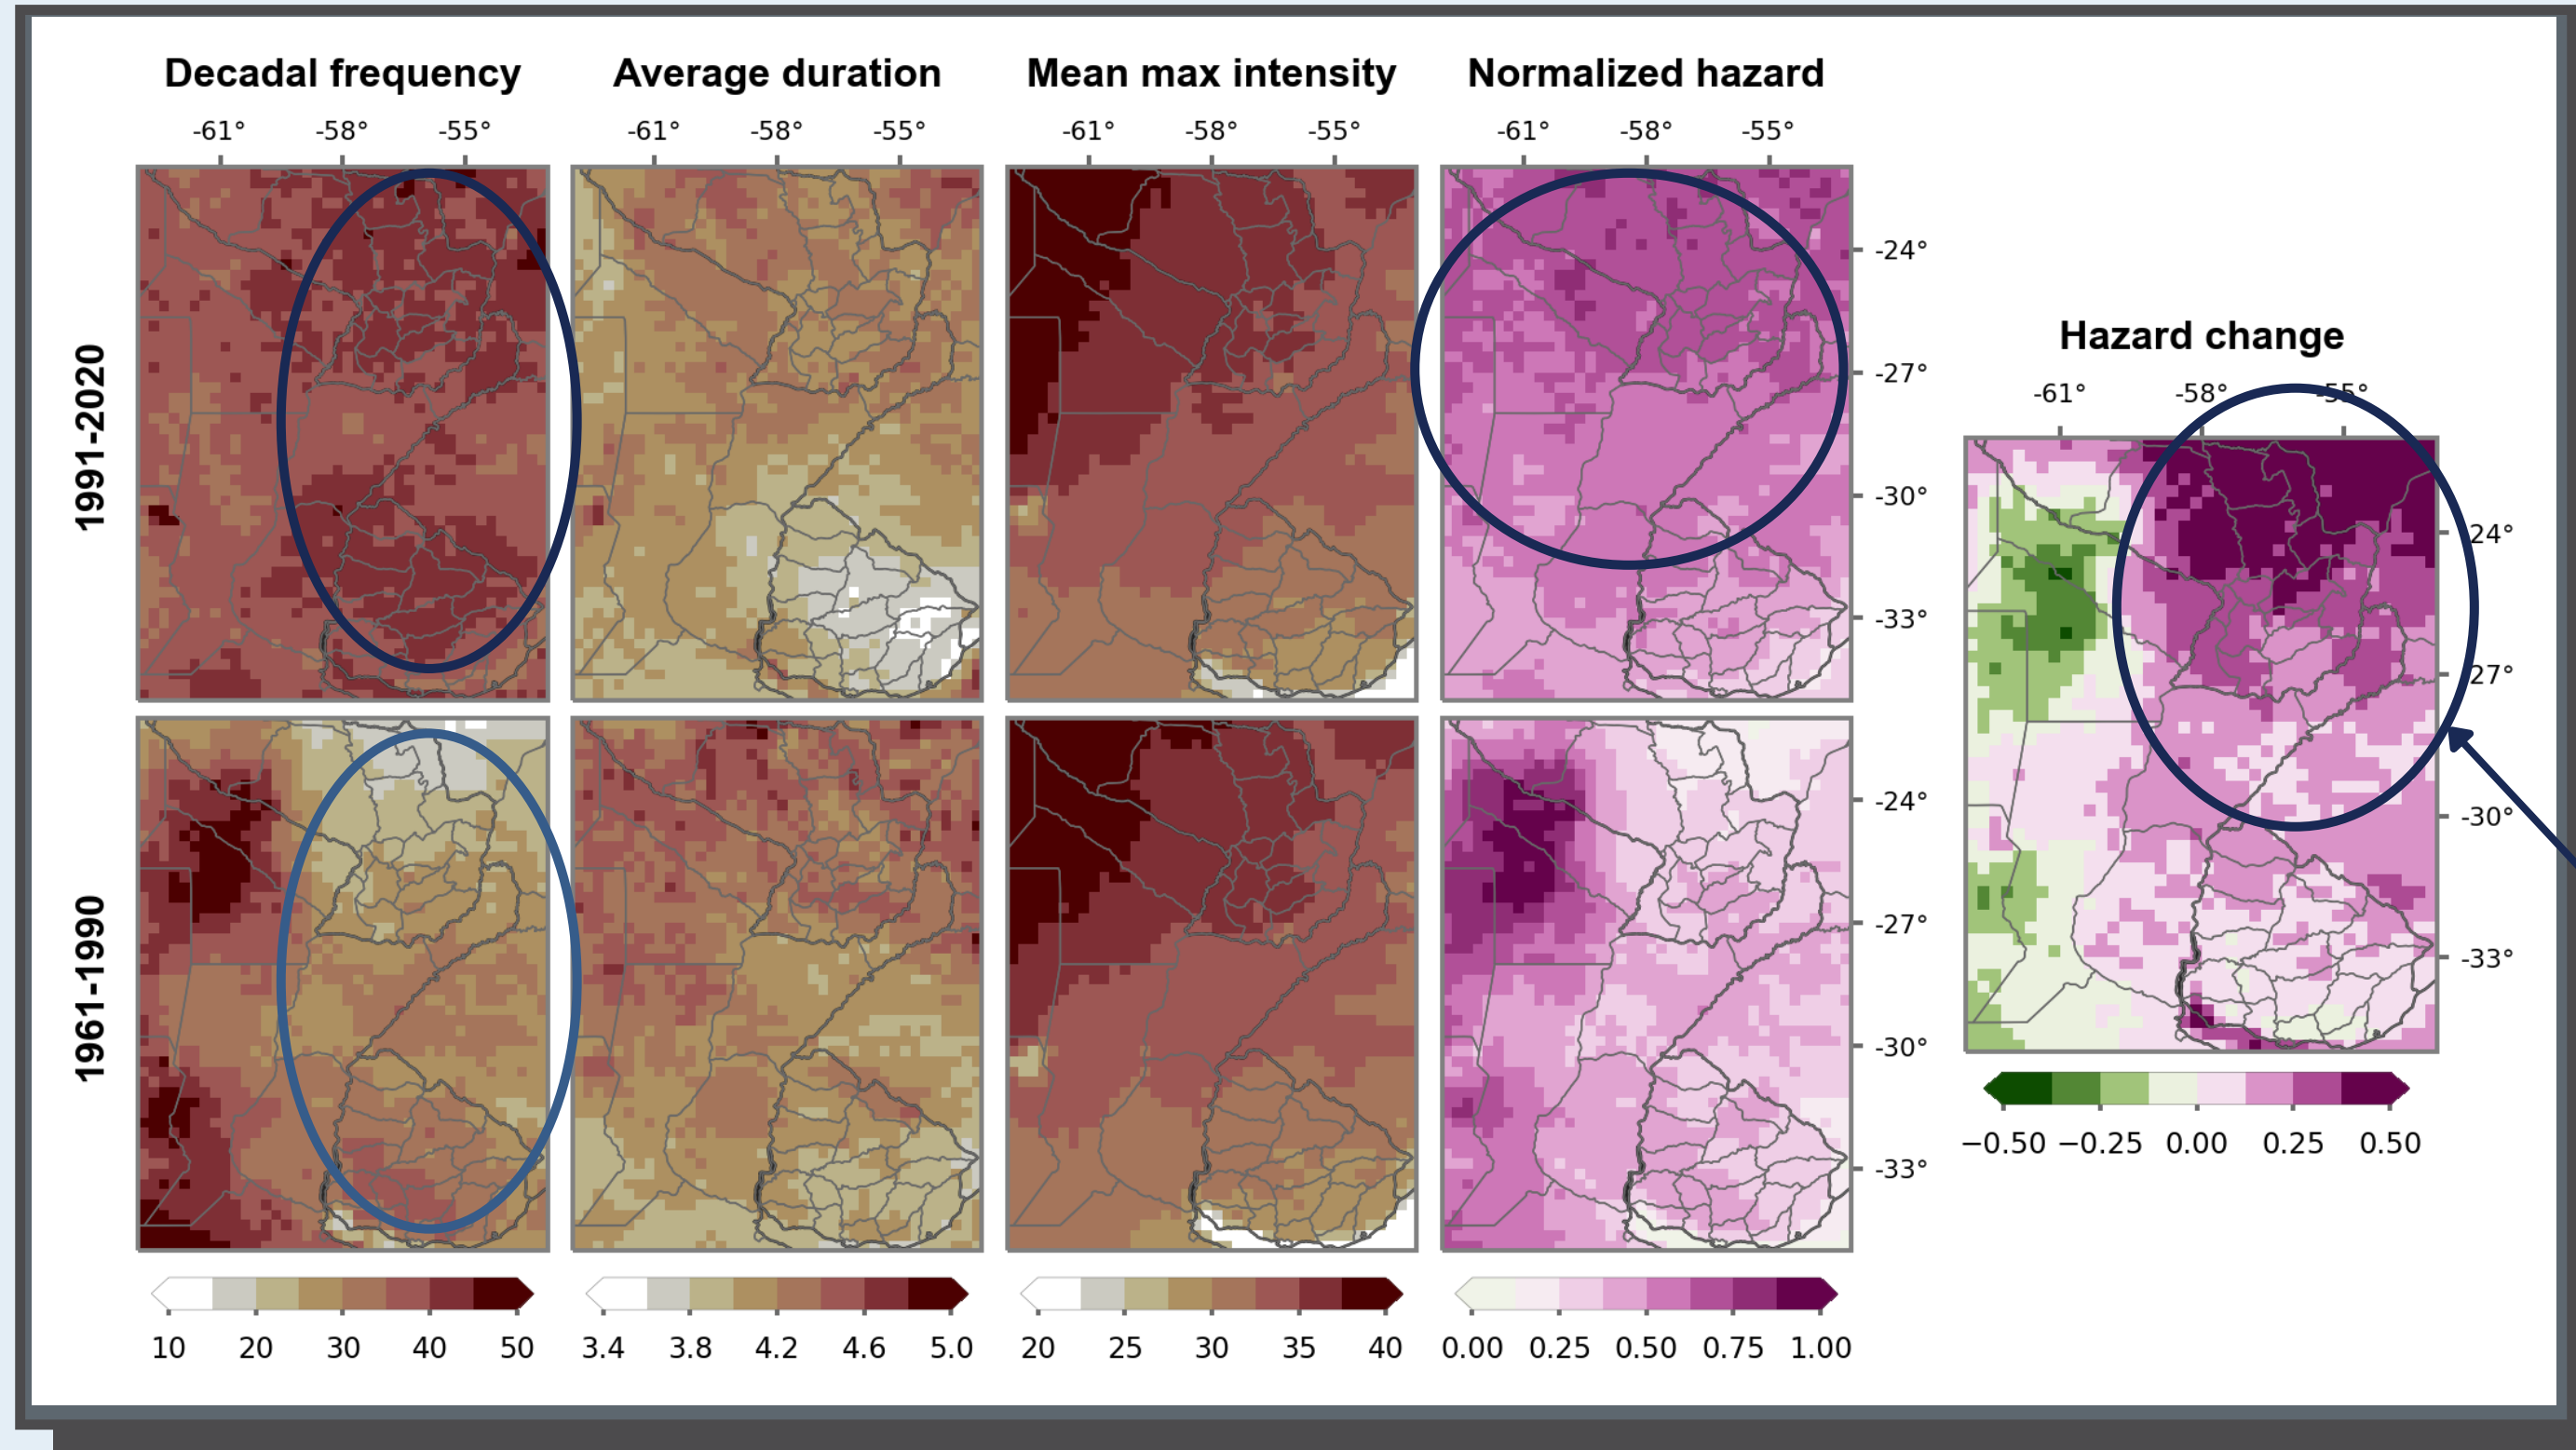 Decadal frequency
Average duration
Mean max intensity
Normalized hazard
-61° -58° -55°
-61° -58° -55°
-61° -58° -55°
-61° -58° -55°
1991-2020
-24°
-27°
-30°
-33°
1961-1990
-24°
-27°
-30°
-33°
10 20 30 40 50
3.4 3.8 4.2 4.6 5.0
20 25 30 35 40
0.00 0.25 0.50 0.75 1.00
Hazard change
-61° -58° -55°
24°
27°
-30°
-33°
−0.50 −0.25 0.00 0.25 0.50